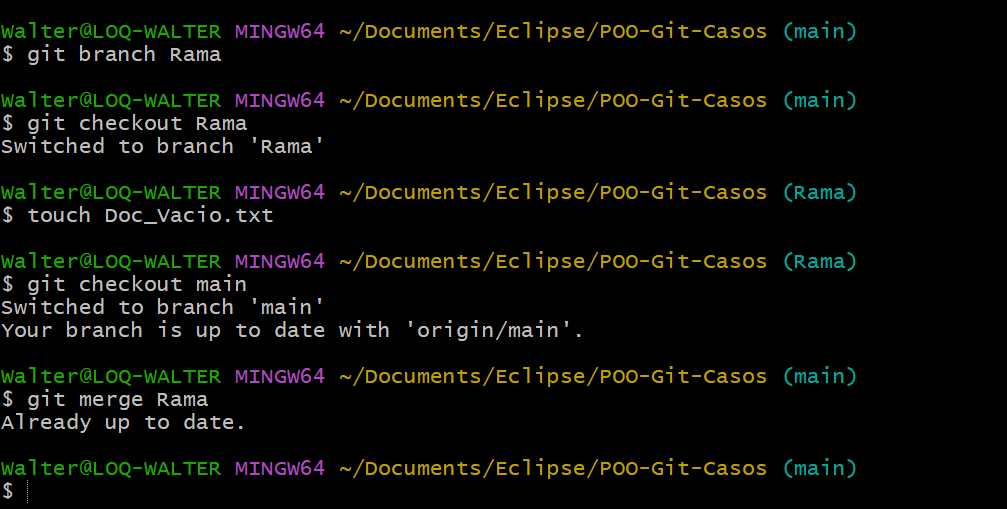 Walter@LOQ-WALTER MINGW64 ~/Documents/Eclipse/POO-Git-Casos (main)
$ git branch Rama
Walter@LOQ-WALTER MINGW64 ~/Documents/Eclipse/POO-Git-Casos (main)
$ git checkout Rama
Switched to branch 'Rama'
Walter@LOQ-WALTER MINGW64 ~/Documents/Eclipse/POO-Git-Casos (Rama)
$ touch Doc_Vacio.txt
Walter@LOQ-WALTER MINGW64 ~/Documents/Eclipse/POO-Git-Casos (Rama)
$ git checkout main
Switched to branch 'main'
Your branch is up to date with 'origin/main'.
Walter@LOQ-WALTER MINGW64 ~/Documents/Eclipse/POO-Git-Casos (main)
$ git merge Rama
Already up to date.
Walter@LOQ-WALTER MINGW64 ~/Documents/Eclipse/POO-Git-Casos (main)
$